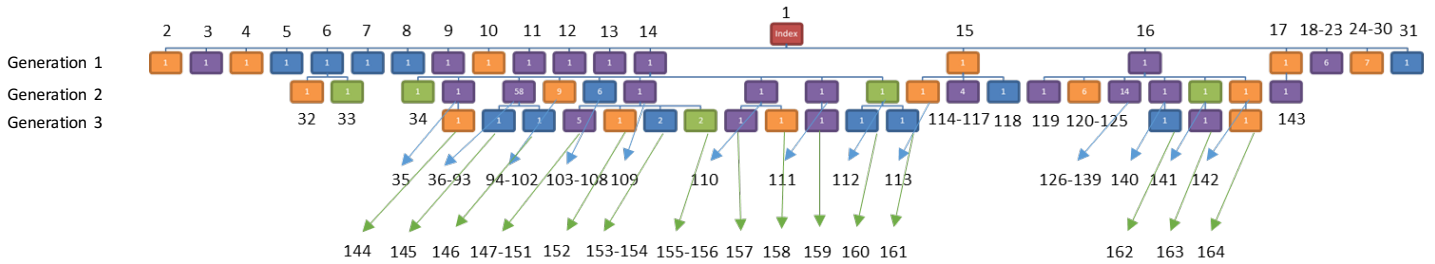 1
2 3 4 5 6 7 8 9 10 11 12 13 14 Index 15 16 17 18-23 24-30 31
Generation 1 1 1 1 1 1 1 1 1 1 1 1 1 1 1 1 1 6 7 1
Generation 2 1 1 1 1 58 9 6 1 1 1 1 1 4 1 1 6 14 1 1 1 1
Generation 3 1 1 1 5 1 2 2 1 1 1 1 1 1 1 1
32 33 34 114-117 118 119 120-125 143
35 36-93 94-102 103-108 109 110 111 112 113 126-139 140 141 142
144 145 146 147-151 152 153-154 155-156 157 158 159 160 161 162 163 164